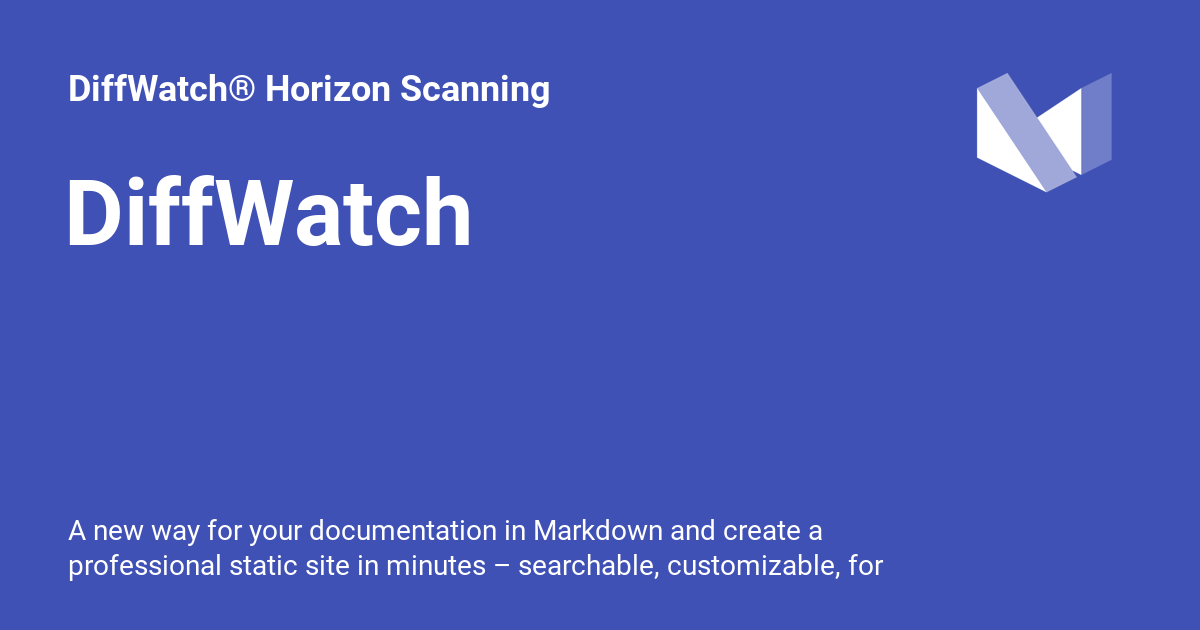 DiffWatch® Horizon Scanning
DiffWatch
A new way for your documentation in Markdown and create a
professional static site in minutes – searchable, customizable, for